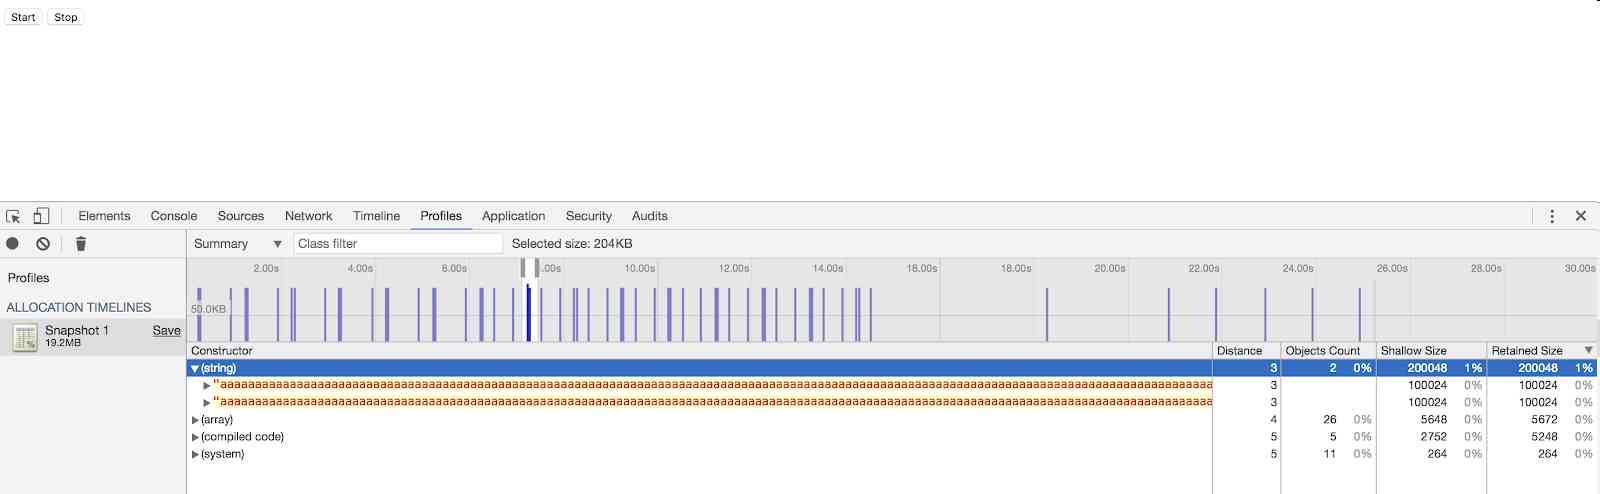 Start Stop
Elements Console Sources Network Timeline Profiles Application Security Audits
Summary Class filter Selected size: 204KB
Profiles
2.00s 4.00s 6.00s .00s 10.00s 12.00s 14.00s 16.00s 18.00s 20.00s 22.00s 24.00s 26.00s 28.00s 30.00s
ALLOCATION TIMELINES
50.0KB
Snapshot 1 Save
19.2MB
Constructor Distance Objects Count Shallow Size Retained Size
(string) 3 2 0% 200048 1% 200048 1%
3 100024 0% 100024 0%
3 100024 0% 100024 0%
(array) 4 26 0% 5648 0% 5672 0%
(compiled code) 5 5 0% 2752 0% 5248 0%
(system) 5 11 0% 264 0% 264 0%